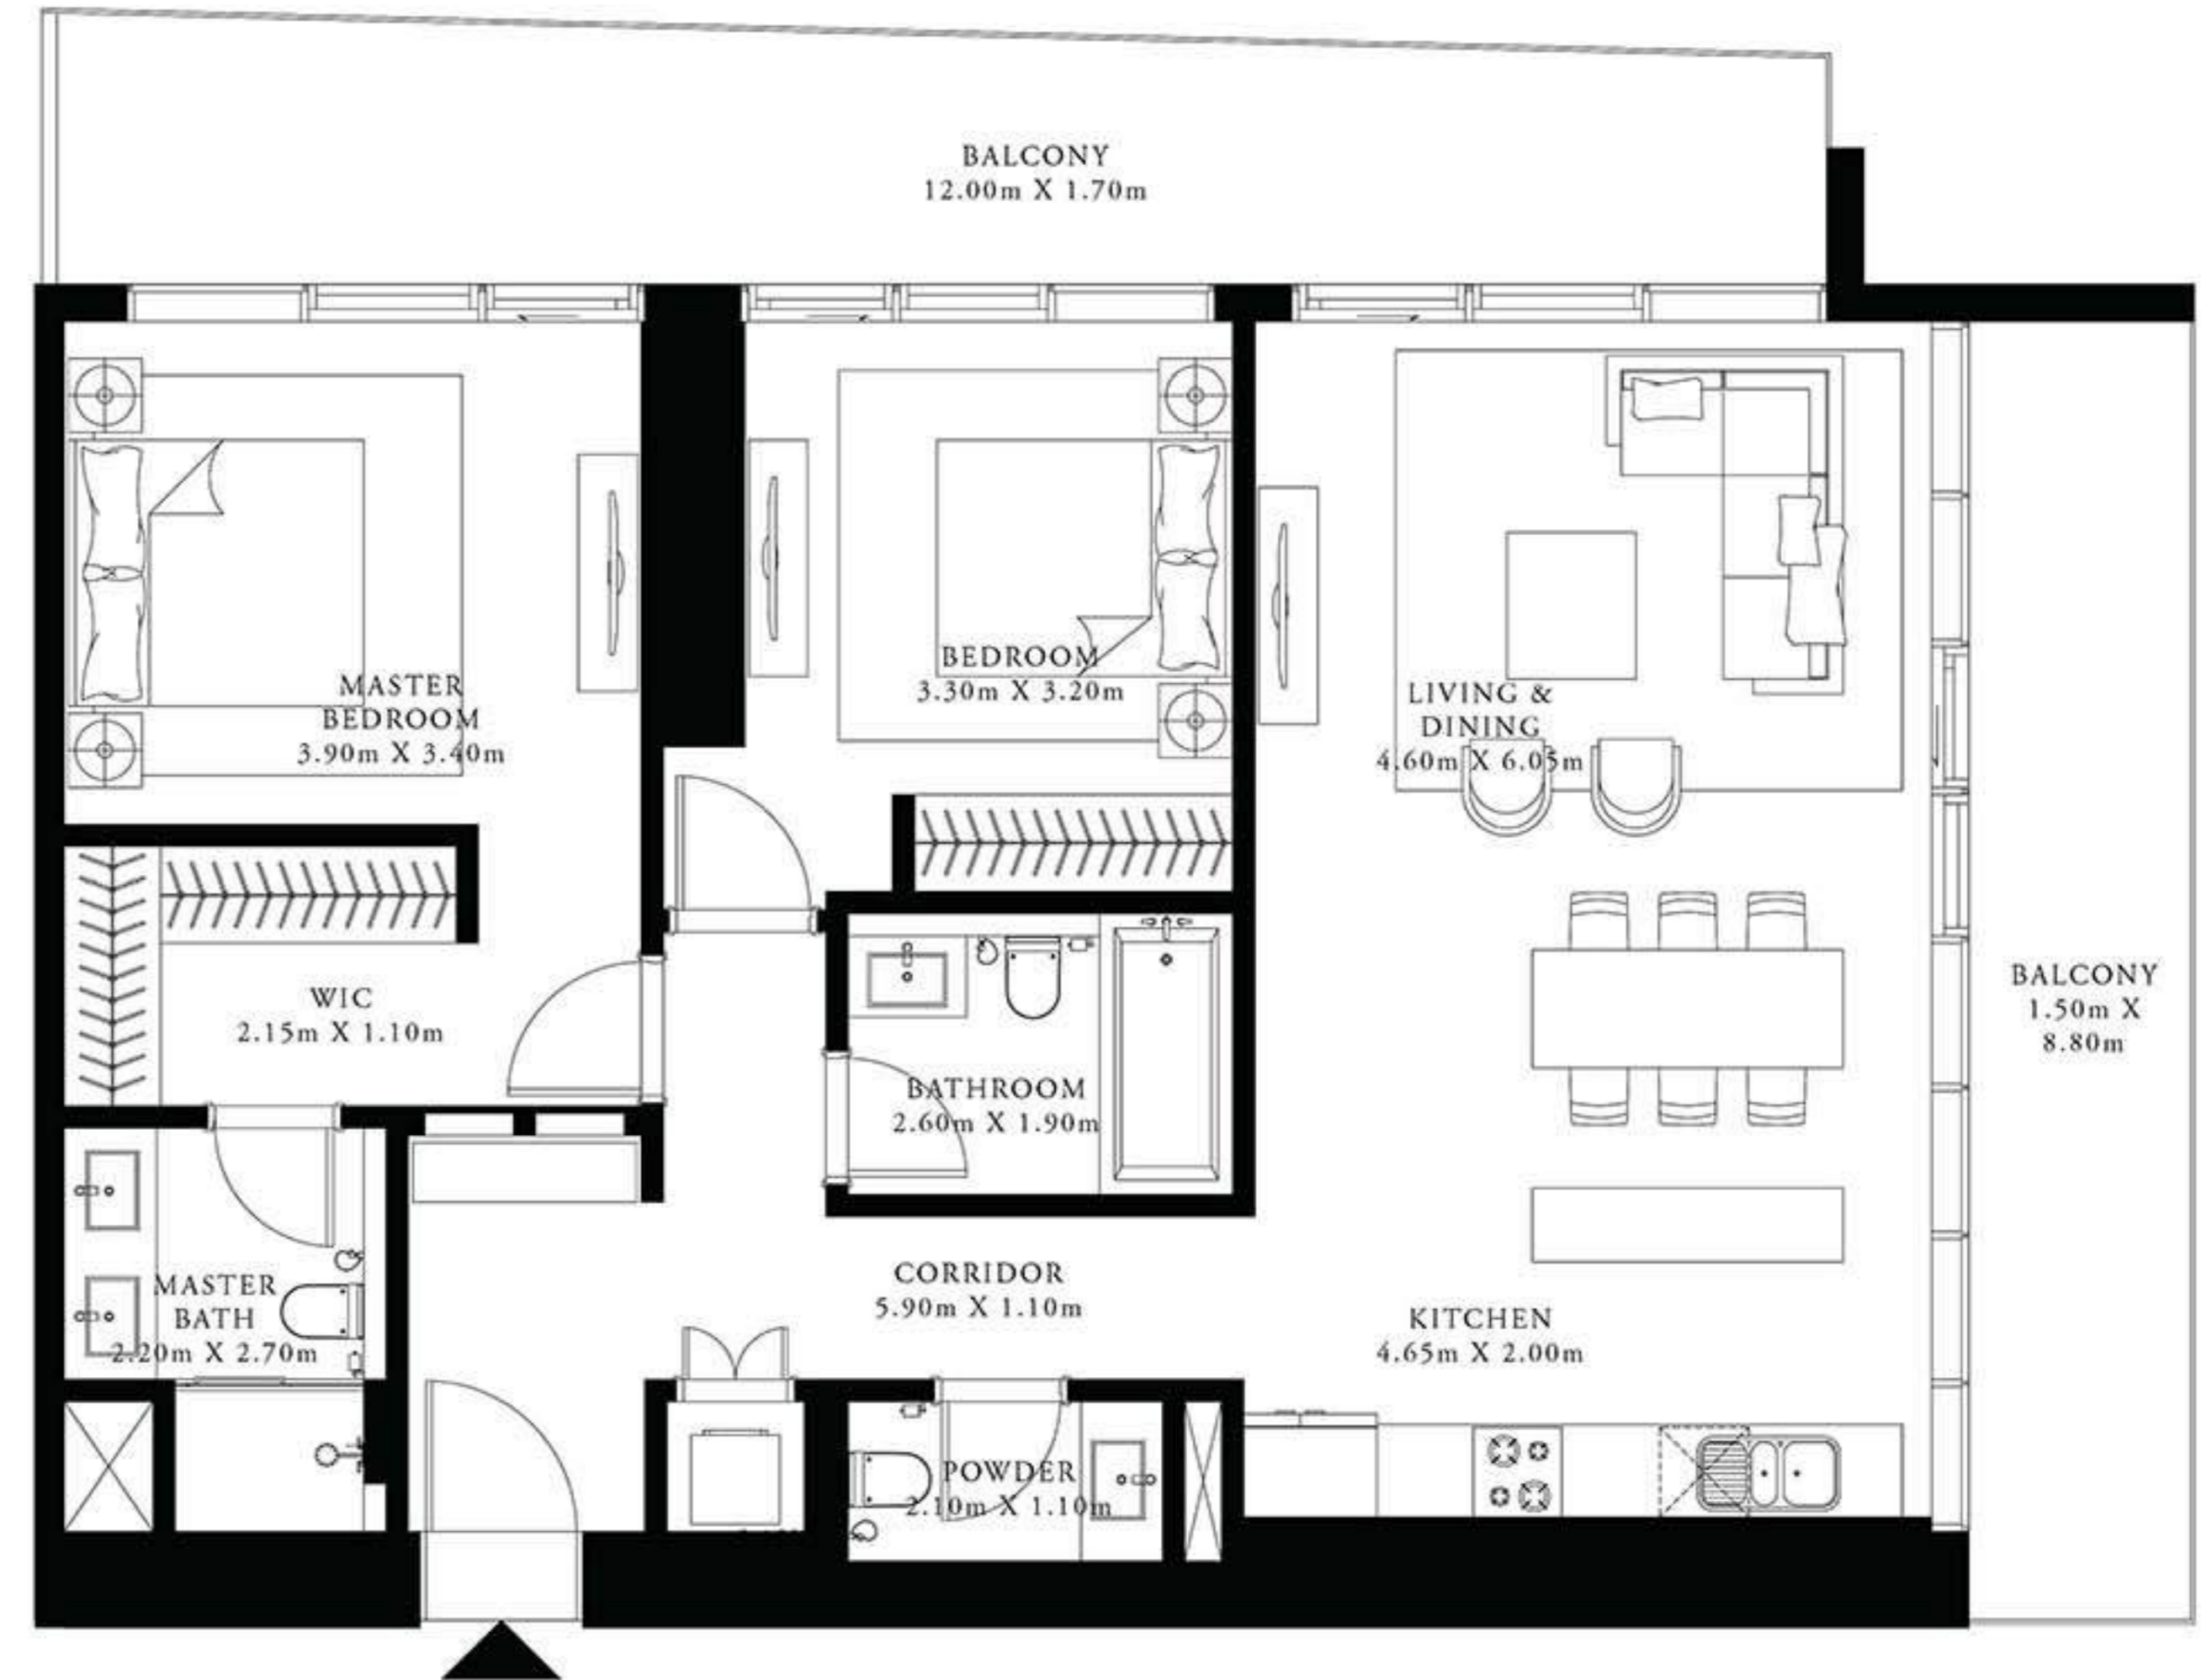 BALCONY
12.00m X 1.70m
MASTER
BEDROOM
3.90m X 3.40m
BEDROOM
3.30m X 3.20m
LIVING &
DINING
4.60m X 6.05m
WIC
2.15m X 1.10m
BATHROOM
2.60m X 1.90m
BALCONY
1.50m X
8.80m
MASTER
BATH
2.20m X 2.70m
CORRIDOR
5.90m X 1.10m
KITCHEN
4.65m X 2.00m
POWDER
2.10m X 1.10m